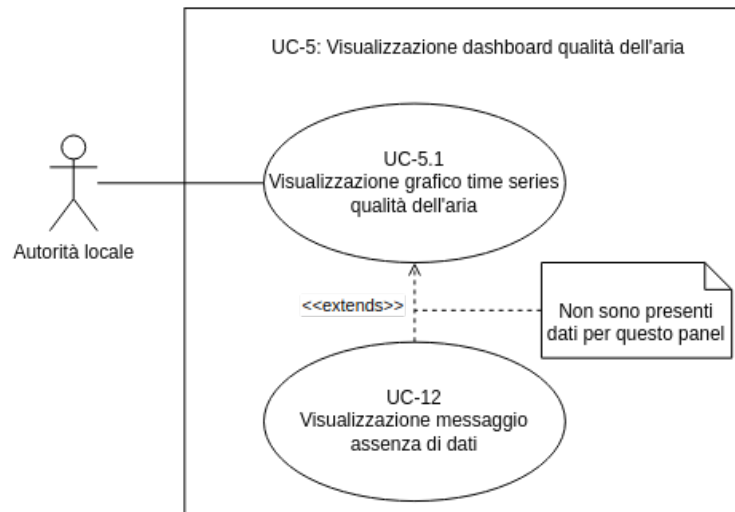 UC-5: Visualizzazione dashboard qualità dell'aria
UC-5.1
Visualizzazione grafico time series
qualità dell'aria
Autorità locale
<<extends>>
Non sono presenti
dati per questo panel
UC-12
Visualizzazione messaggio
assenza di dati